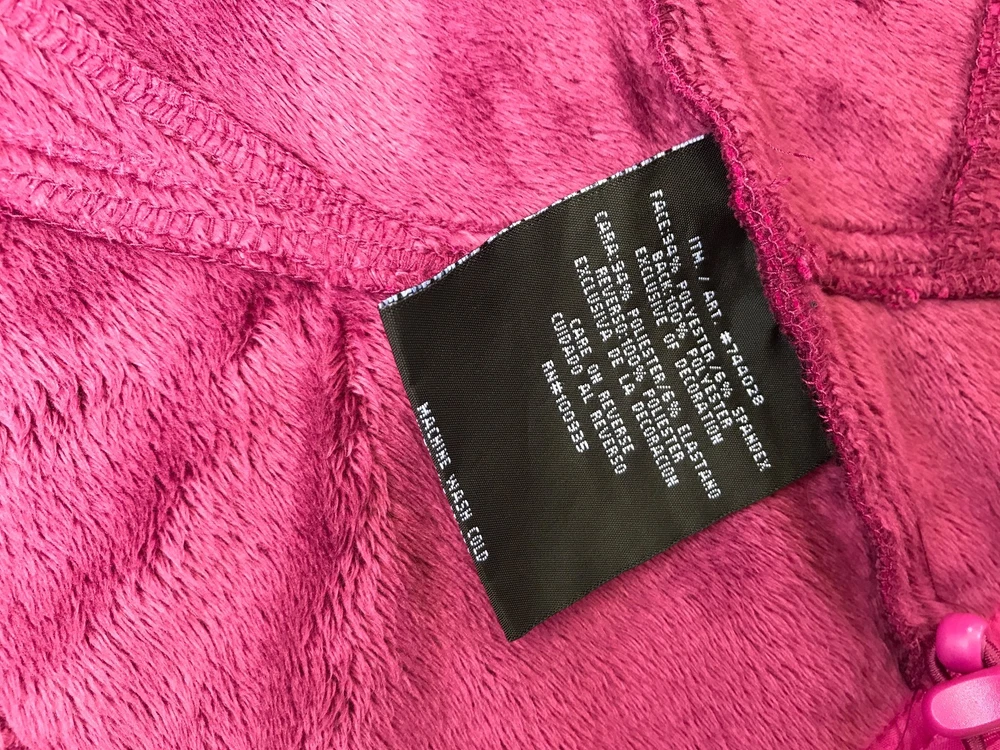 ITM / ART. #744028
FACE:94% POLYESTER/6% SPANDEX
BACK:100% POLYESTER
EXCLUSIVE OF DECORATION
CARA:94% POLIESTER/6% ELASTANO
REVERSO:100% POLIESTER
EXCLUSIVA DE LA DECORACION
CARE ON REVERSE
CUIDADO AL REVERSO
RN#100935
MACHINE WASH COLD